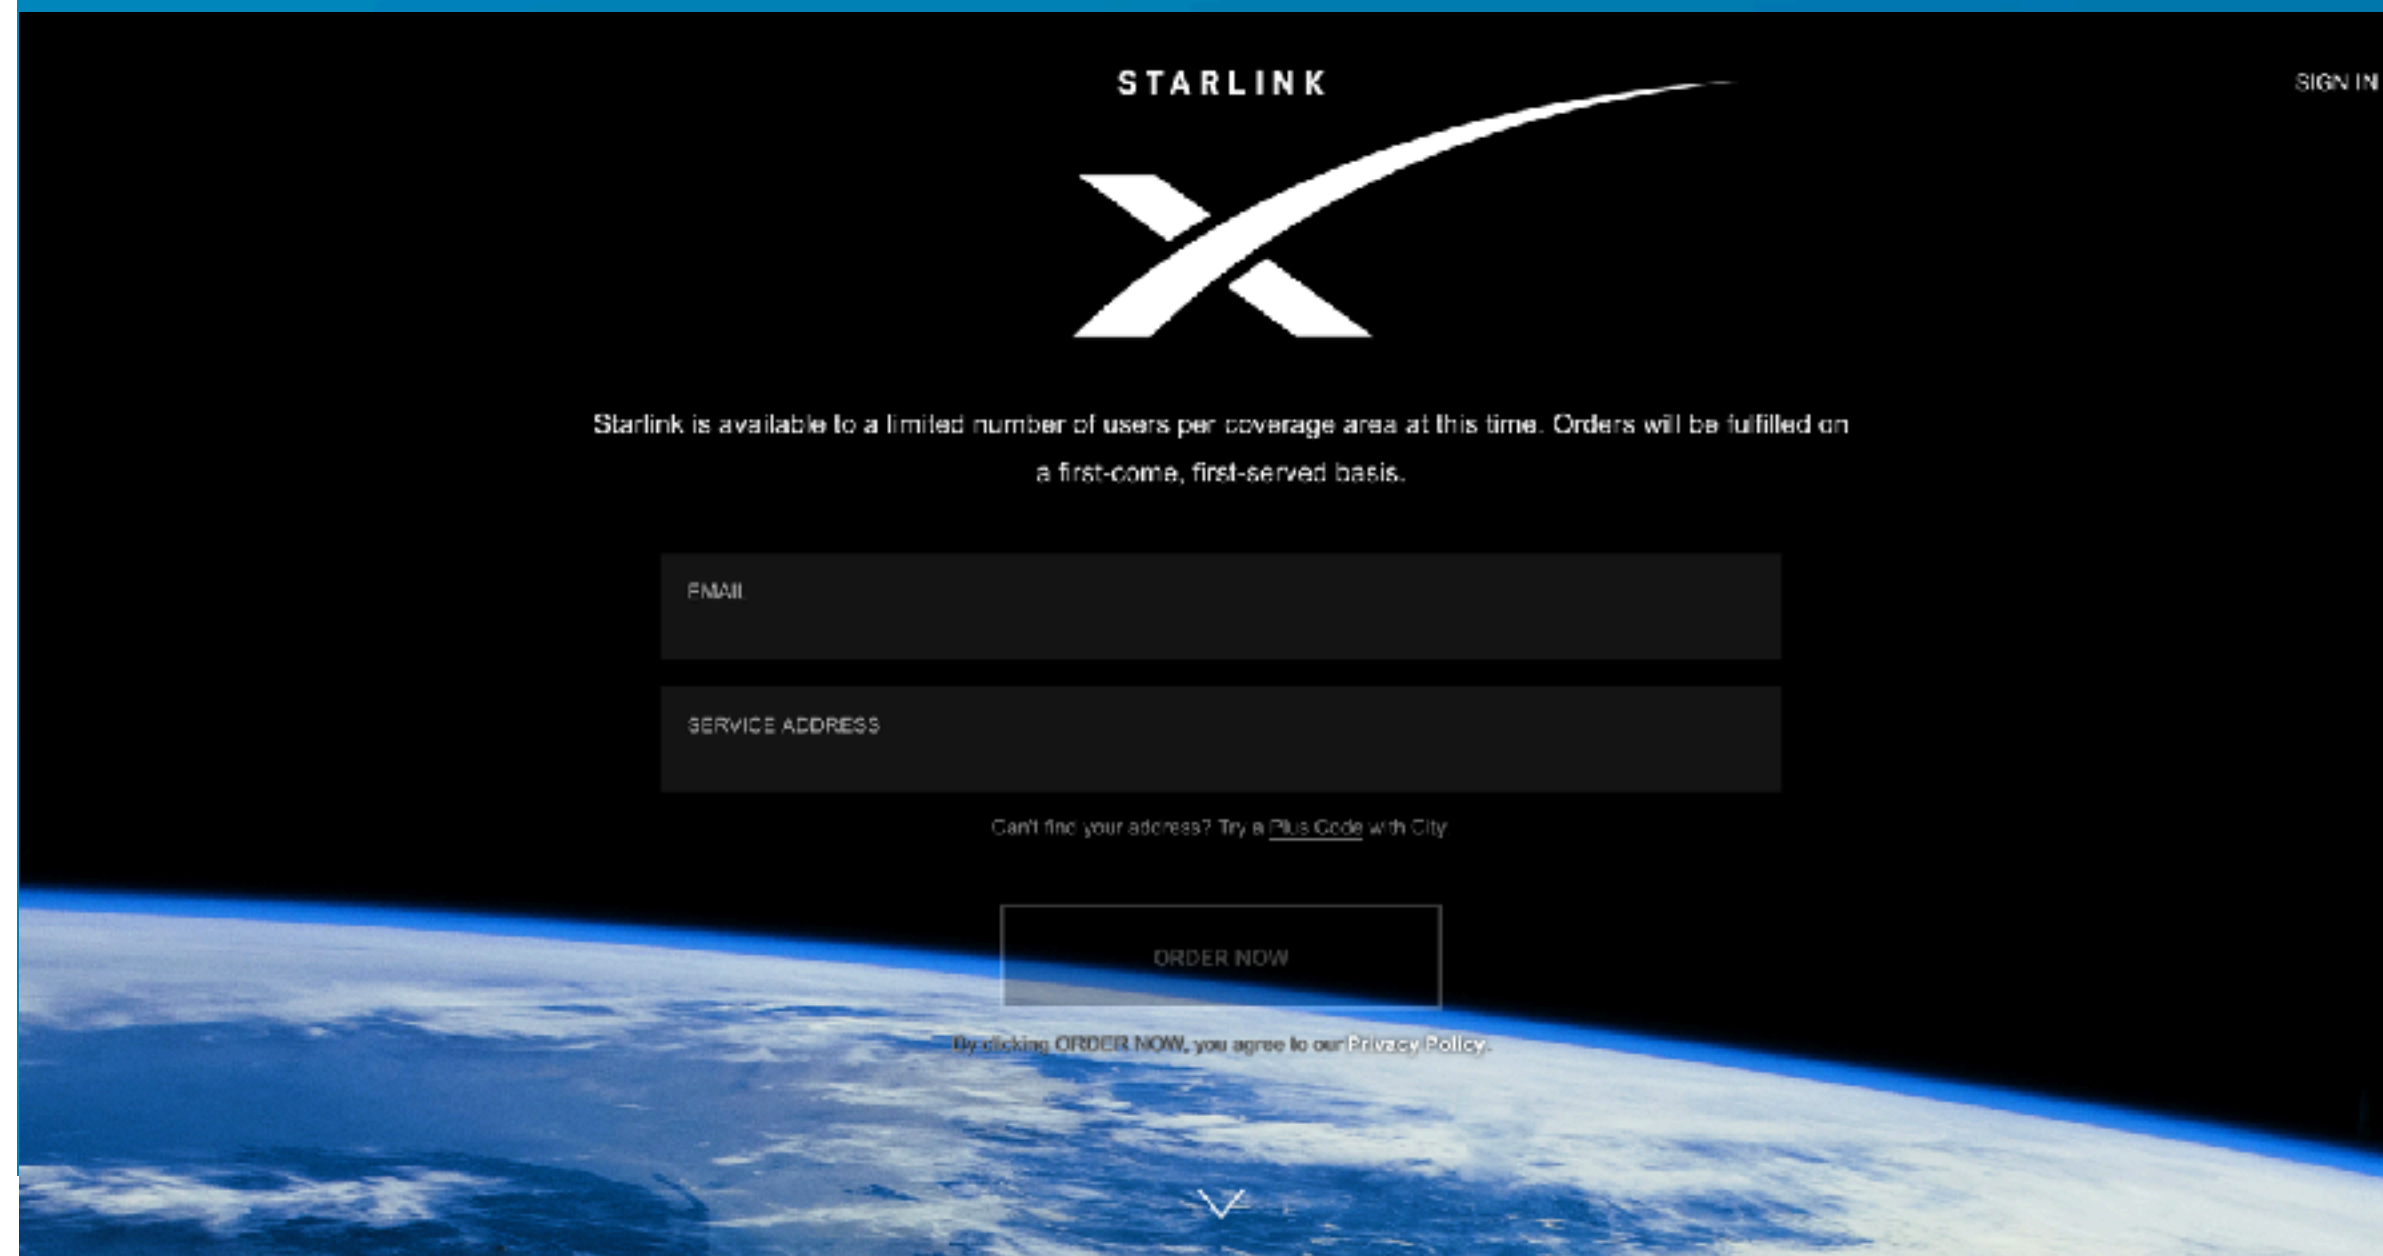 STARLINK
SIGN IN
Starlink is available to a limited number of users per coverage area at this time. Orders will be fulfilled on
a first-come, first-served basis.
EMAIL
SERVICE ADDRESS
Can't find your address? Try a Plus Code with City
ORDER NOW
By clicking ORDER NOW, you agree to our Privacy Policy.